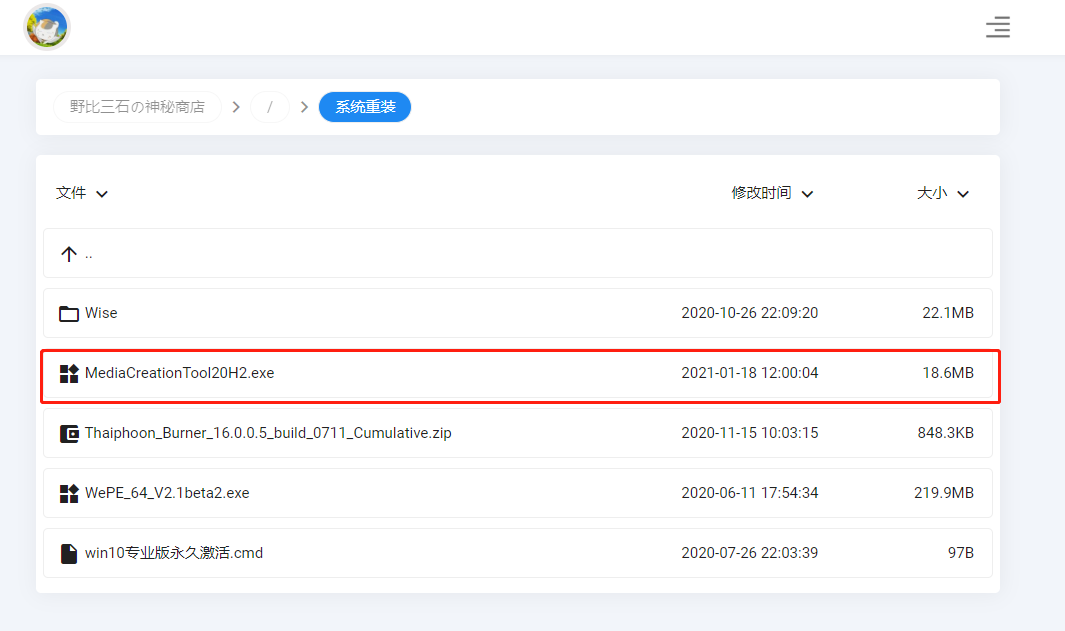 野比三石の神秘商店 / 系统重装
文件 修改时间 大小
..
Wise 2020-10-26 22:09:20 22.1MB
MediaCreationTool20H2.exe 2021-01-18 12:00:04 18.6MB
Thaiphoon_Burner_16.0.0.5_build_0711_Cumulative.zip 2020-11-15 10:03:15 848.3KB
WePE_64_V2.1beta2.exe 2020-06-11 17:54:34 219.9MB
win10专业版永久激活.cmd 2020-07-26 22:03:39 97B